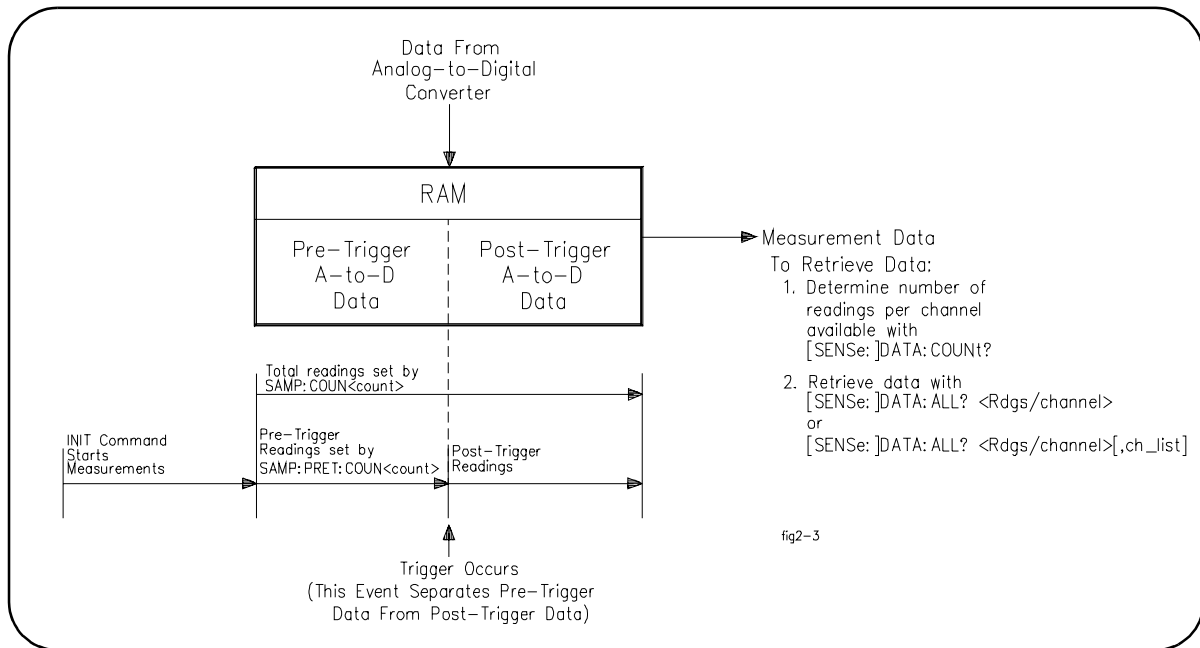 Data From
Analog-to-Digital
Converter
RAM
Pre-Trigger
A-to-D
Data
Post-Trigger
A-to-D
Data
Measurement Data
To Retrieve Data:
1. Determine number of
readings per channel
available with
[SENSe:]DATA:COUNt?
2. Retrieve data with
[SENSe:]DATA:ALL? <Rdgs/channel>
or
[SENSe:]DATA:ALL? <Rdgs/channel>[,ch_list]
Total readings set by
SAMP:COUN<count>
INIT Command
Starts
Measurements
Pre-Trigger
Readings set by
SAMP:PRET:COUN<count>
Post-Trigger
Readings
fig2-3
Trigger Occurs
(This Event Separates Pre-Trigger
Data From Post-Trigger Data)